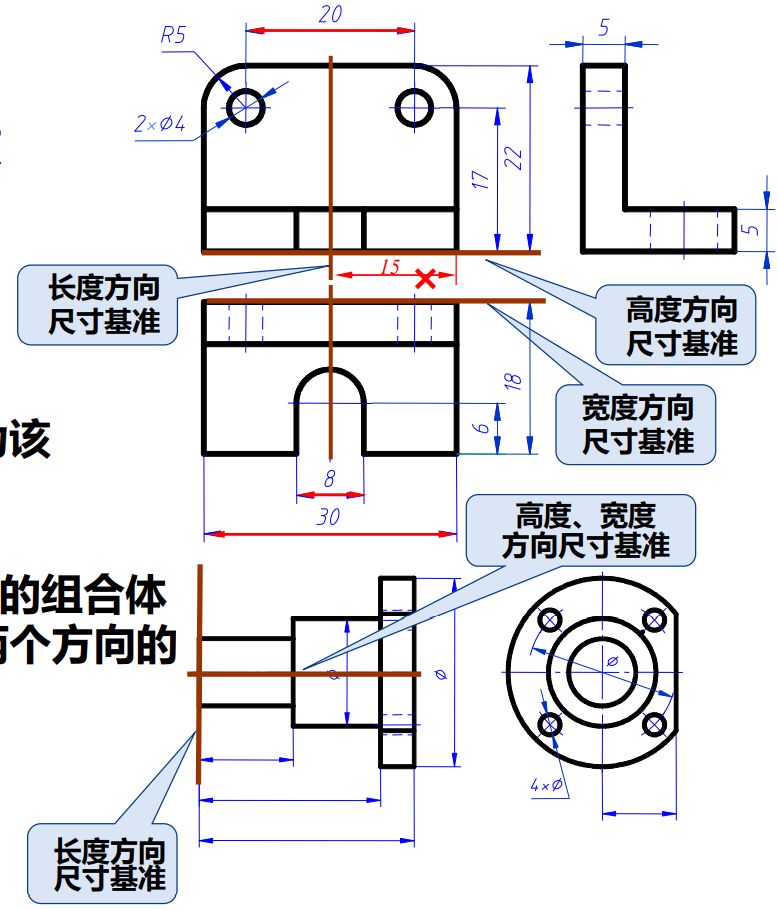 20
5
R5
2×Ø4
17
22
5
15
长度方向
尺寸基准
高度方向
尺寸基准
18
宽度方向
尺寸基准
6
该
8
30
高度、宽度
方向尺寸基准
的组合体
两个方向的
Ø
Ø
Ø
4×Ø
长度方向
尺寸基准